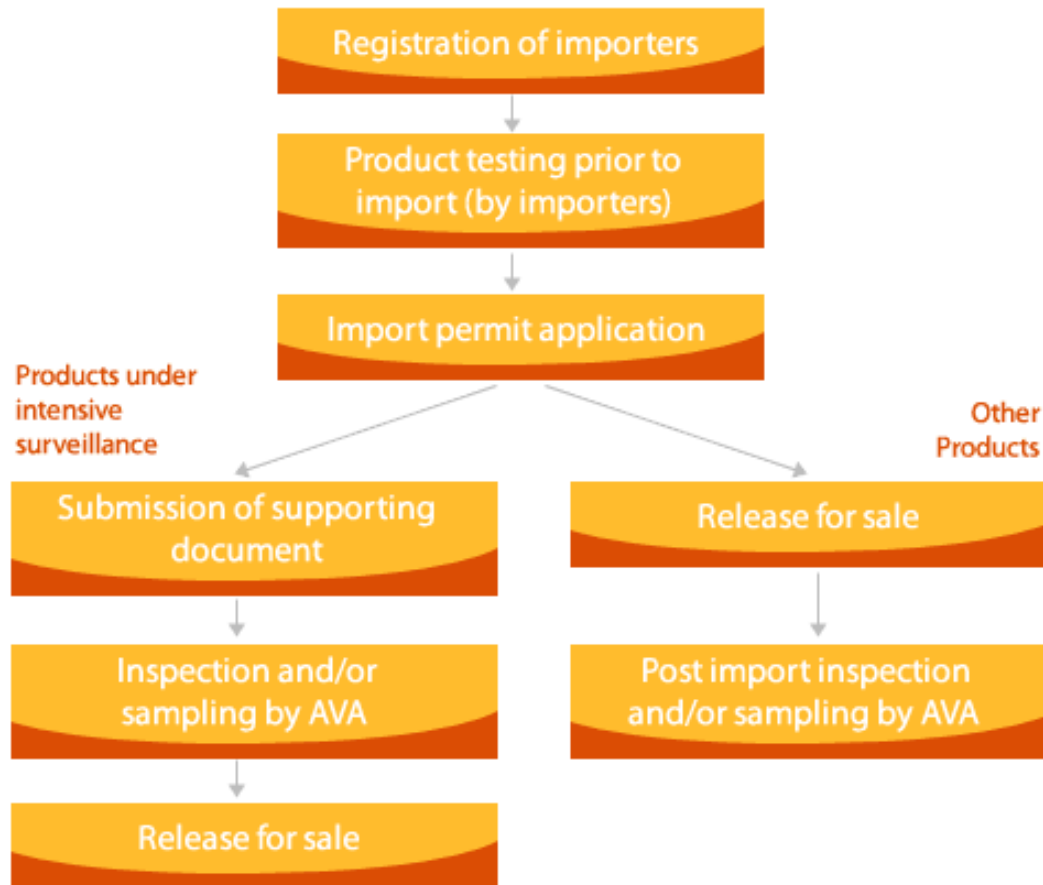 Registration of importers
Product testing prior to
import (by importers)
Import permit application
Products under
intensive
surveillance
Other
Products
Submission of supporting
document
Release for sale
Inspection and/or
sampling by AVA
Post import inspection
and/or sampling by AVA
Release for sale